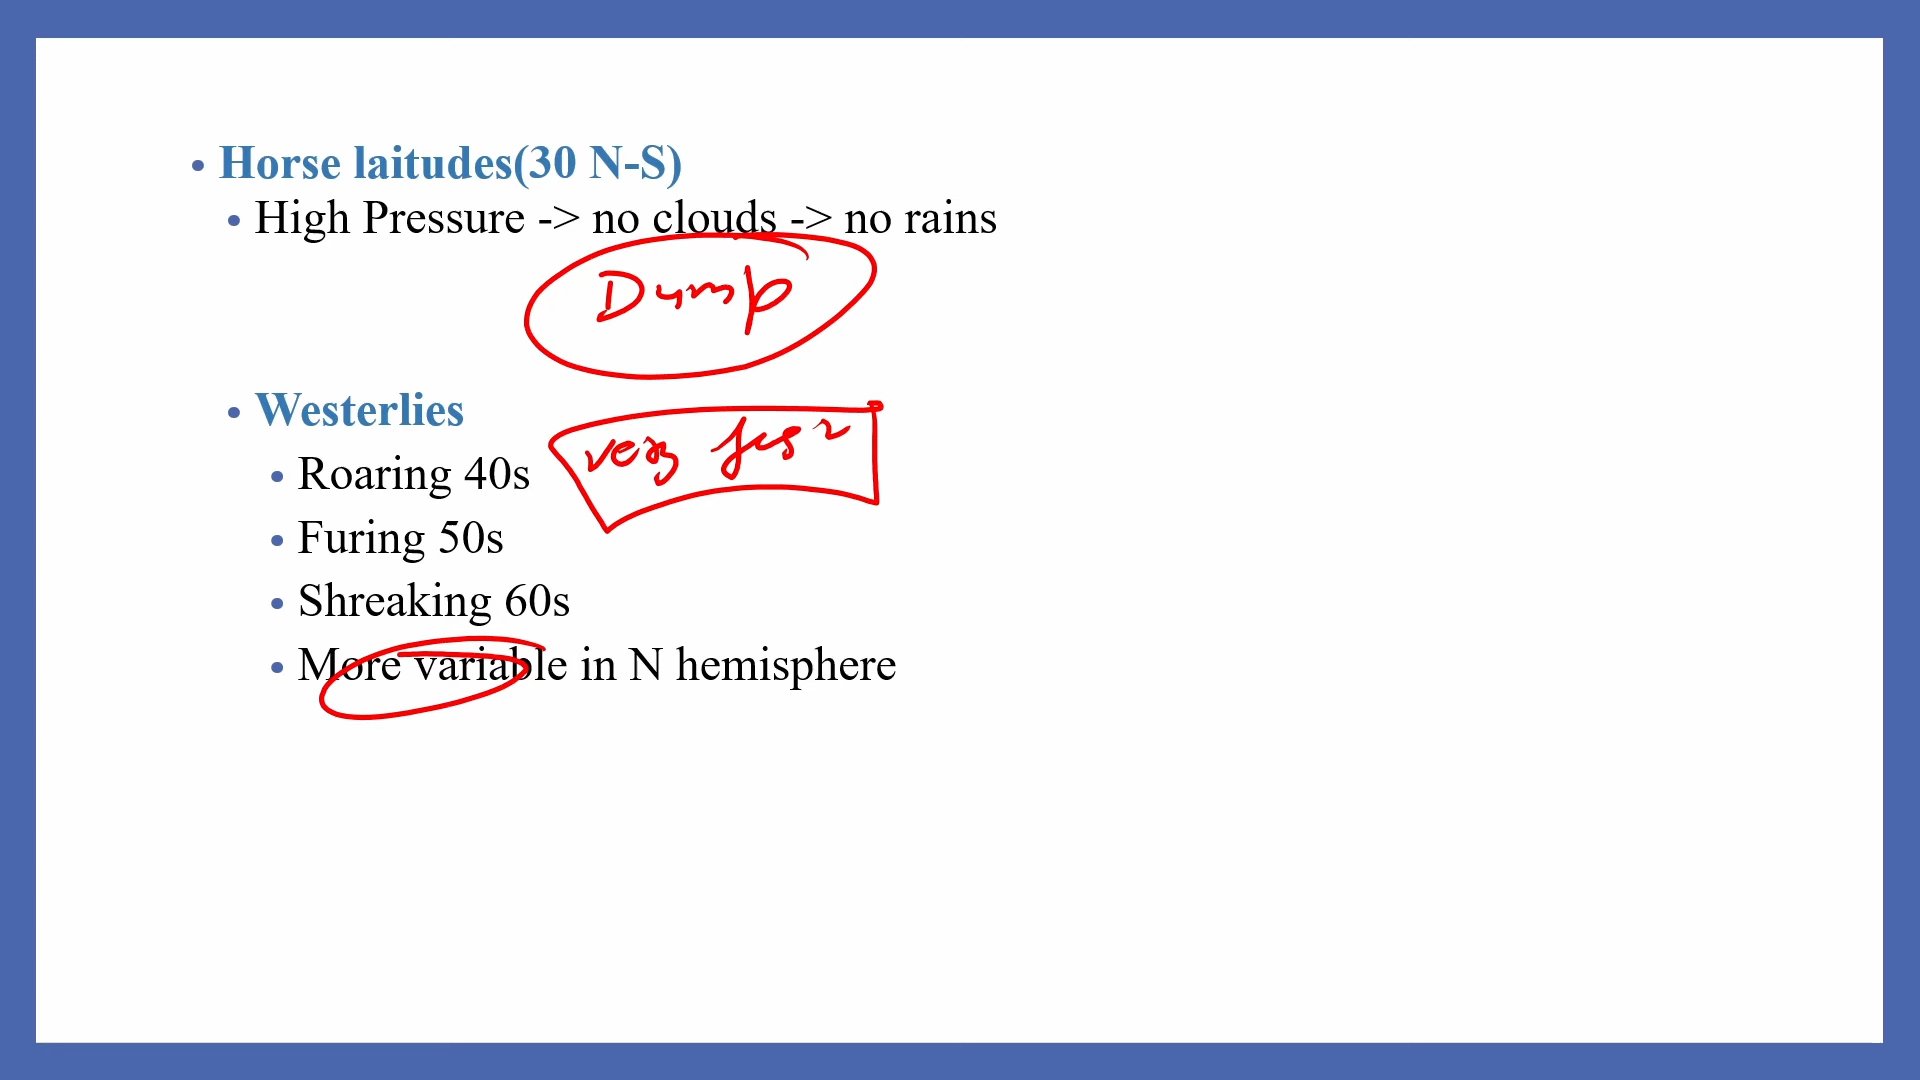 Horse laitudes(30 N-S)
High Pressure -> no clouds -> no rains
Dump
Westerlies
very
Roaring 40s
Furing 50s
Shreaking 60s
More variable in N hemisphere